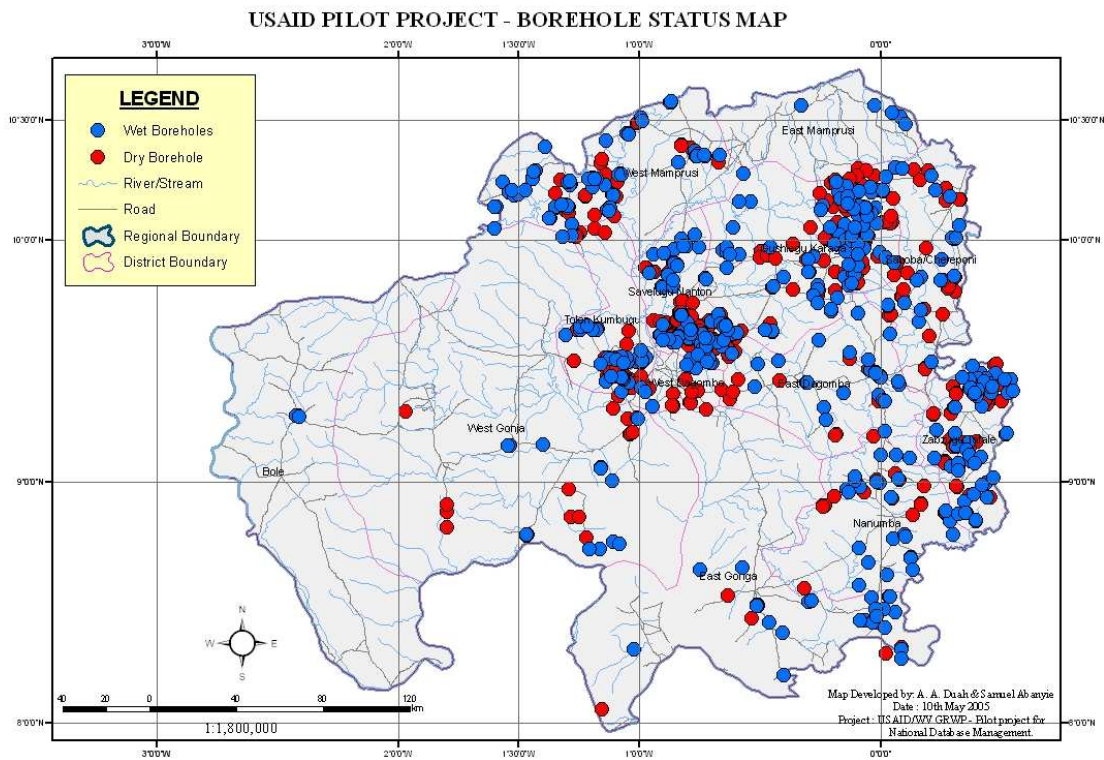 USAID PILOT PROJECT - BOREHOLE STATUS MAP
3°0'0"W
2°0'0"W
1°30'0"W
1°0'0"W
0°0'0"
LEGEND
Wet Boreholes
Dry Borehole
River/Stream
Road
Regional Boundary
District Boundary
10°30'0"N
10°30'0"N
East Mamprusi
West Mamprusi
10°0'0"N
10°0'0"N
Gushiegu Karaga
Saboba/Chereponi
Savelugu Nanton
Tolon Kumbugu
West Dagomba
East Dagomba
West Gonja
Zabzugu Tatale
Bole
9°0'0"N
9°0'0"N
Nanumba
East Gonga
N
W E
S
40 20 0 40 80 120
km
1:1,800,000
Map Developed by: A. A. Duah & Samuel Abanyie
Date : 10th May 2005
Project : USAID/WV GRWP - Pilot project for
National Database Management.
8°0'0"N
8°0'0"N
3°0'0"W
2°0'0"W
1°30'0"W
1°0'0"W
0°0'0"